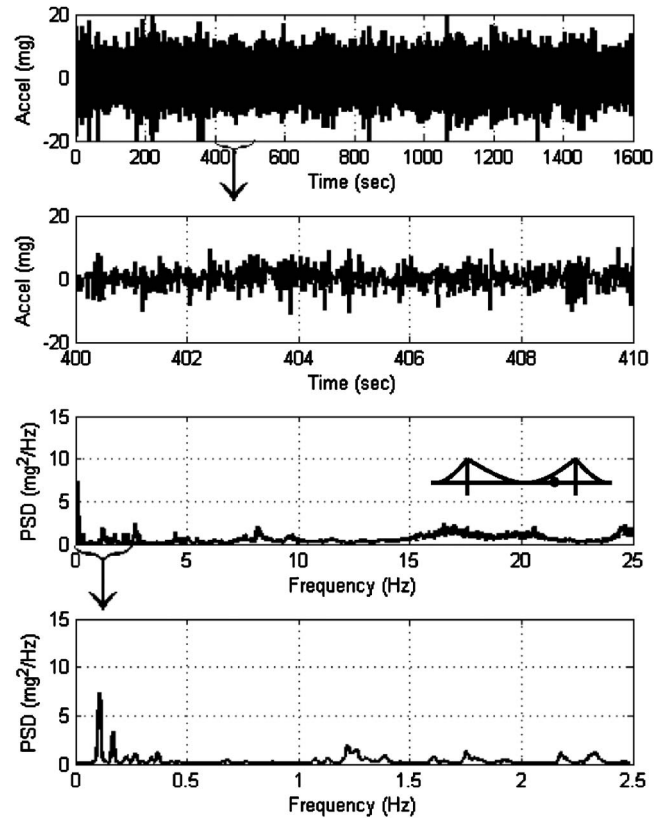 20
0
-20
Accel (mg)
0 200 400 600 800 1000 1200 1400 1600
Time (sec)
20
0
-20
Accel (mg)
400 402 404 406 408 410
Time (sec)
15
10
5
0
PSD (mg²/Hz)
0 5 10 15 20 25
Frequency (Hz)
15
10
5
0
PSD (mg²/Hz)
0 0.5 1 1.5 2 2.5
Frequency (Hz)